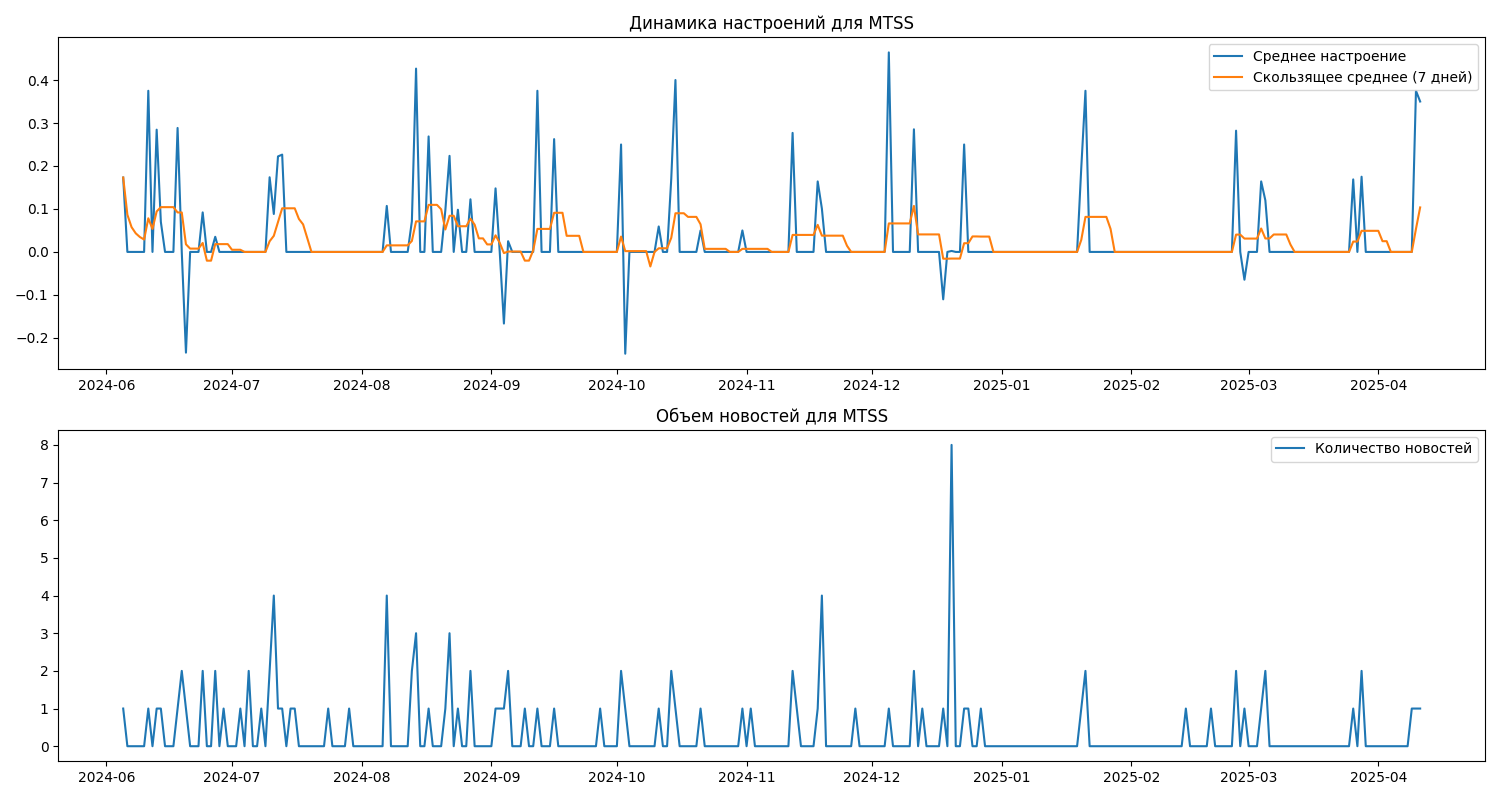 Динамика настроений для MTSS
Среднее настроение
Скользящее среднее (7 дней)
0.4
0.3
0.2
0.1
0.0
−0.1
−0.2
2024-06 2024-07 2024-08 2024-09 2024-10 2024-11 2024-12 2025-01 2025-02 2025-03 2025-04
Объем новостей для MTSS
Количество новостей
8
7
6
5
4
3
2
1
0
2024-06 2024-07 2024-08 2024-09 2024-10 2024-11 2024-12 2025-01 2025-02 2025-03 2025-04